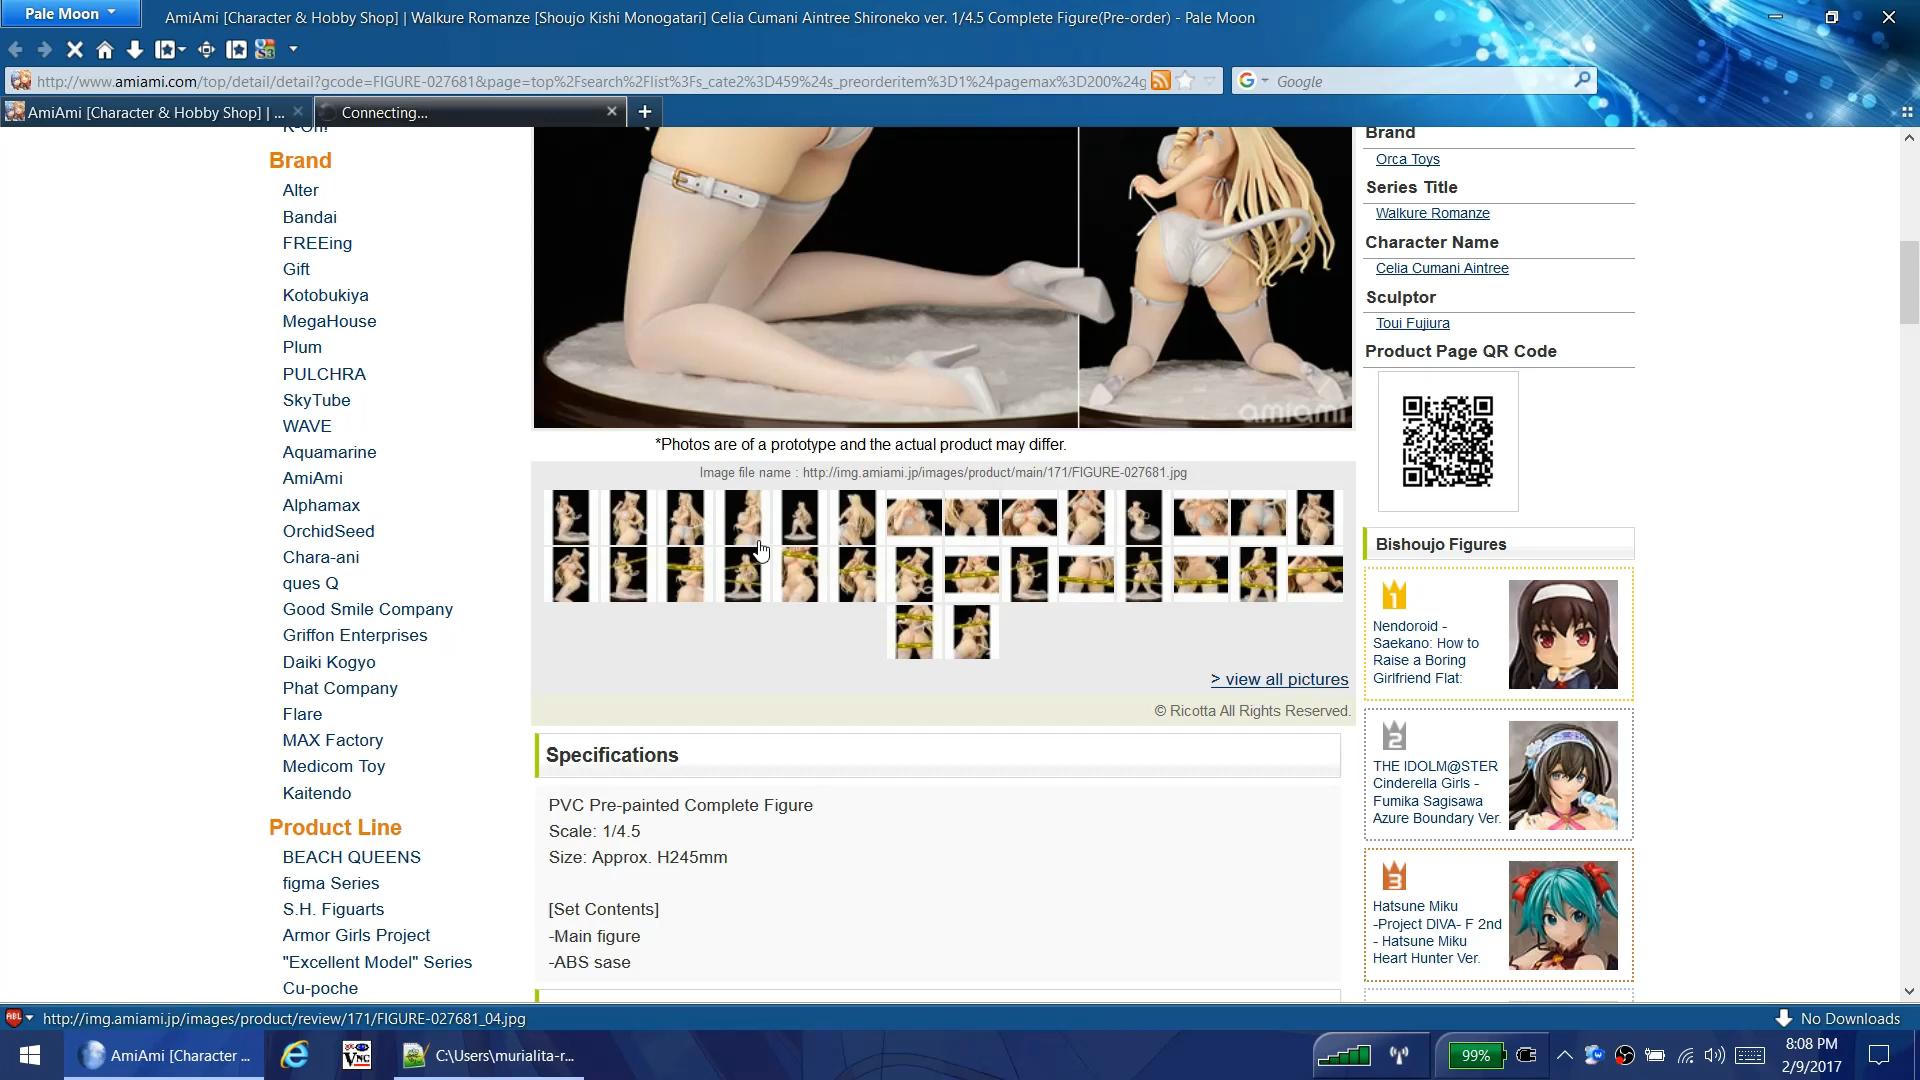 Pale Moon
AmiAmi [Character & Hobby Shop] | Walkure Romanze [Shoujo Kishi Monogatari] Celia Cumani Aintree Shironeko ver. 1/4.5 Complete Figure(Pre-order) - Pale Moon
http://www.amiami.com/top/detail/detail?gcode=FIGURE-027681&page=top%2Fsearch%2Flist%3Fs_cate2%3D459%24s_preorderitem%3D1%24pagemax%3D200%24g
Google
AmiAmi [Character & Hobby Shop] | ...
Connecting...
K-On!
Brand
Alter
Bandai
FREEing
Gift
Kotobukiya
MegaHouse
Plum
PULCHRA
SkyTube
WAVE
Aquamarine
AmiAmi
Alphamax
OrchidSeed
Chara-ani
ques Q
Good Smile Company
Griffon Enterprises
Daiki Kogyo
Phat Company
Flare
MAX Factory
Medicom Toy
Kaitendo
Product Line
BEACH QUEENS
figma Series
S.H. Figuarts
Armor Girls Project
"Excellent Model" Series
Cu-poche
amiami
*Photos are of a prototype and the actual product may differ.
Image file name : http://img.amiami.jp/images/product/main/171/FIGURE-027681.jpg
> view all pictures
© Ricotta All Rights Reserved.
Specifications
PVC Pre-painted Complete Figure
Scale: 1/4.5
Size: Approx. H245mm
[Set Contents]
-Main figure
-ABS sase
Brand
Orca Toys
Series Title
Walkure Romanze
Character Name
Celia Cumani Aintree
Sculptor
Toui Fujiura
Product Page QR Code
Bishoujo Figures
1
Nendoroid -
Saekano: How to
Raise a Boring
Girlfriend Flat:
2
THE IDOLM@STER
Cinderella Girls -
Fumika Sagisawa
Azure Boundary Ver.
3
Hatsune Miku
-Project DIVA- F 2nd
- Hatsune Miku
Heart Hunter Ver.
ABL
http://img.amiami.jp/images/product/review/171/FIGURE-027681_04.jpg
No Downloads
AmiAmi [Character ...
VNC
C:\Users\murialita-r...
99%
8:08 PM
2/9/2017